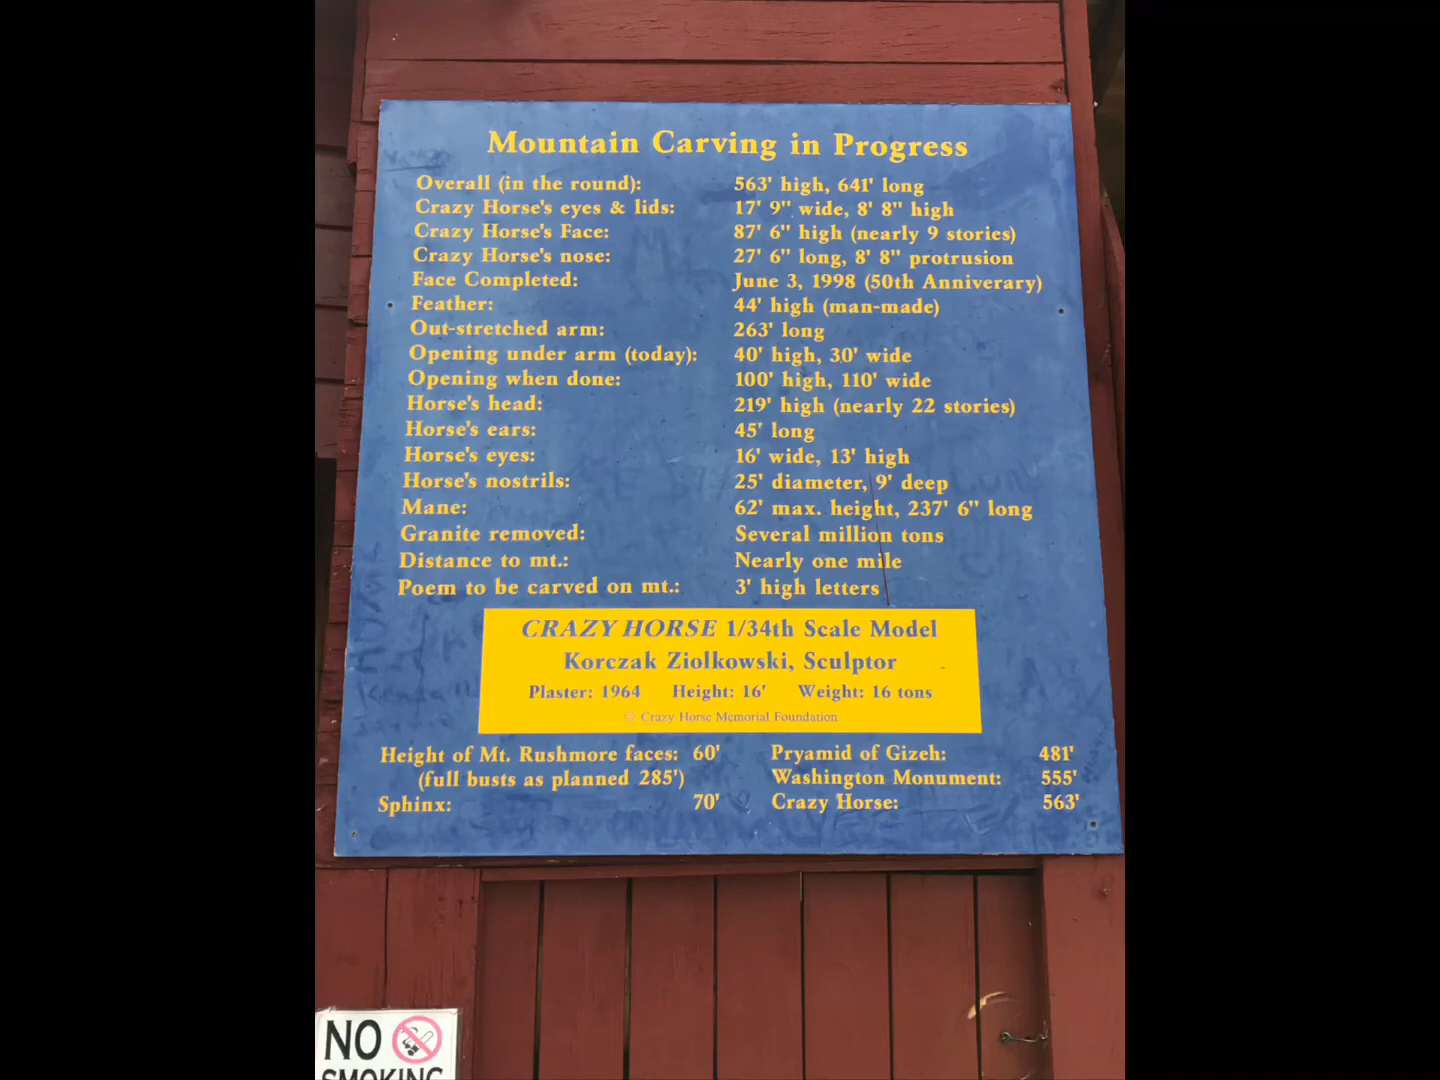 Mountain Carving in Progress
Overall (in the round): 563' high, 641' long
Crazy Horse's eyes & lids: 17' 9" wide, 8' 8" high
Crazy Horse's Face: 87' 6" high (nearly 9 stories)
Crazy Horse's nose: 27' 6" long, 8' 8" protrusion
Face Completed: June 3, 1998 (50th Anniverary)
Feather: 44' high (man-made)
Out-stretched arm: 263' long
Opening under arm (today): 40' high, 30' wide
Opening when done: 100' high, 110' wide
Horse's head: 219' high (nearly 22 stories)
Horse's ears: 45' long
Horse's eyes: 16' wide, 13' high
Horse's nostrils: 25' diameter, 9' deep
Mane: 62' max. height, 237' 6" long
Granite removed: Several million tons
Distance to mt.: Nearly one mile
Poem to be carved on mt.: 3' high letters
CRAZY HORSE 1/34th Scale Model
Korczak Ziolkowski, Sculptor
Plaster: 1964 Height: 16' Weight: 16 tons
© Crazy Horse Memorial Foundation
Height of Mt. Rushmore faces: 60' Pryamid of Gizeh: 481'
(full busts as planned 285') Washington Monument: 555'
Sphinx: 70' Crazy Horse: 563'
NO
SMOKING